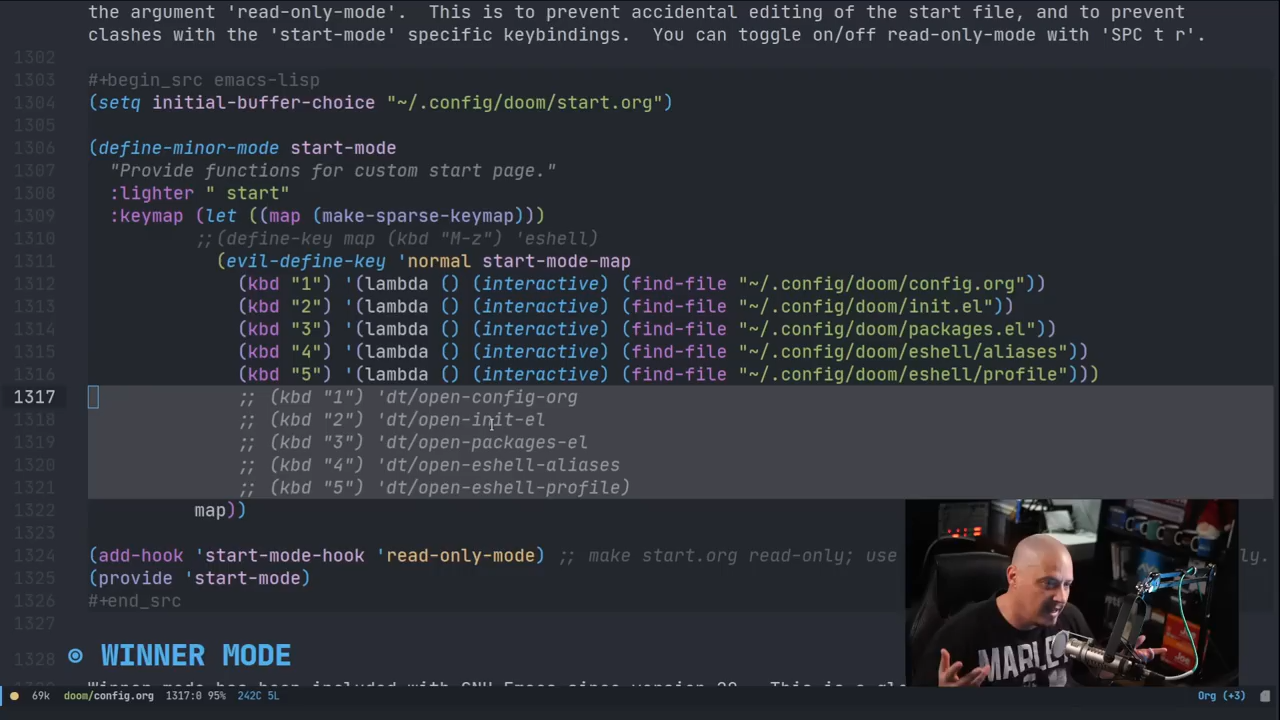 the argument 'read-only-mode'.  This is to prevent accidental editing of the start file, and to prevent
clashes with the 'start-mode' specific keybindings.  You can toggle on/off read-only-mode with 'SPC t r'.
1302
1303 #+begin_src emacs-lisp
1304 (setq initial-buffer-choice "~/.config/doom/start.org")
1305
1306 (define-minor-mode start-mode
1307   "Provide functions for custom start page."
1308   :lighter " start"
1309   :keymap (let ((map (make-sparse-keymap)))
1310           ;;(define-key map (kbd "M-z") 'eshell)
1311             (evil-define-key 'normal start-mode-map
1312               (kbd "1") '(lambda () (interactive) (find-file "~/.config/doom/config.org"))
1313               (kbd "2") '(lambda () (interactive) (find-file "~/.config/doom/init.el"))
1314               (kbd "3") '(lambda () (interactive) (find-file "~/.config/doom/packages.el"))
1315               (kbd "4") '(lambda () (interactive) (find-file "~/.config/doom/eshell/aliases"))
1316               (kbd "5") '(lambda () (interactive) (find-file "~/.config/doom/eshell/profile")))
1317               ;; (kbd "1") 'dt/open-config-org
1318               ;; (kbd "2") 'dt/open-init-el
1319               ;; (kbd "3") 'dt/open-packages-el
1320               ;; (kbd "4") 'dt/open-eshell-aliases
1321               ;; (kbd "5") 'dt/open-eshell-profile)
1322           map))
1323
1324 (add-hook 'start-mode-hook 'read-only-mode) ;; make start.org read-only; use
1325 (provide 'start-mode)
1326 #+end_src
1327
1328 WINNER MODE
69k doom/config.org 1317:0 95% 242C 5L Org (+3)